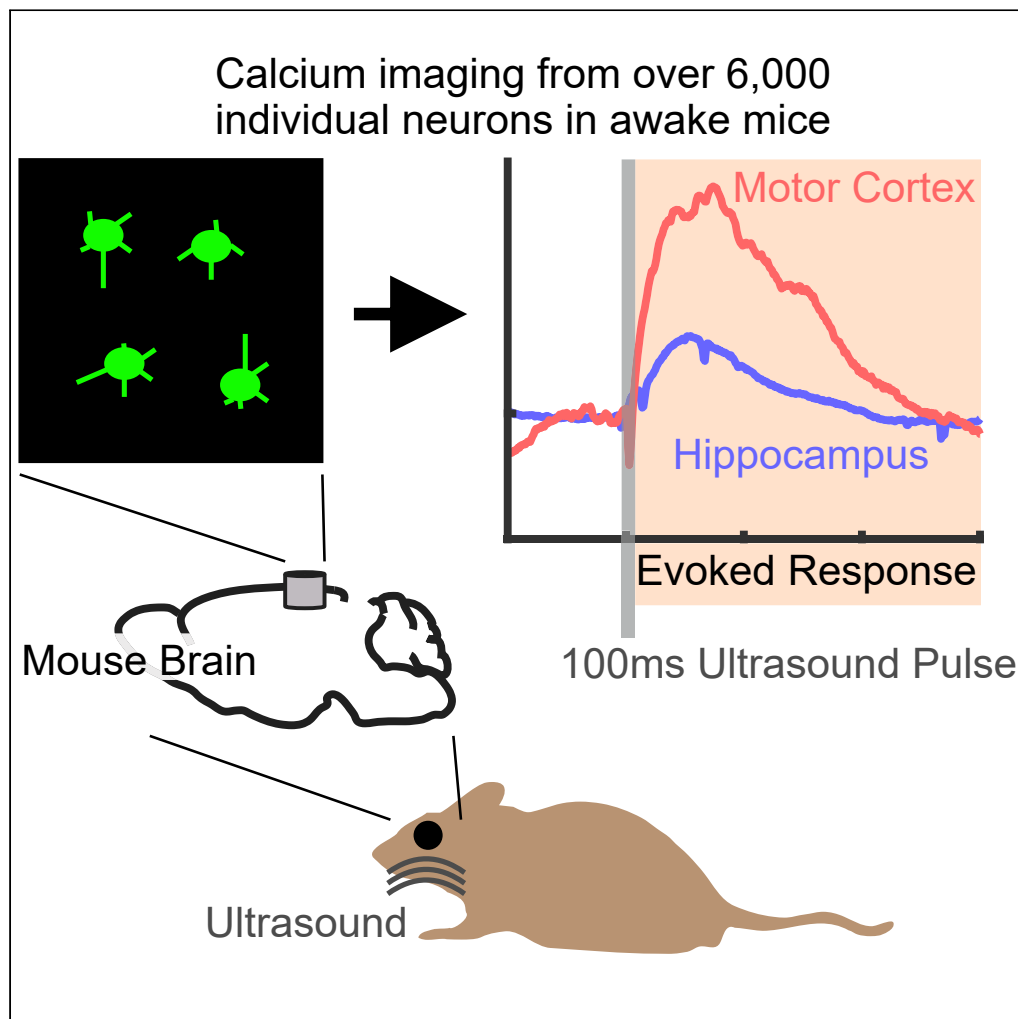 Calcium imaging from over 6,000
individual neurons in awake mice
Motor Cortex
Hippocampus
Evoked Response
100ms Ultrasound Pulse
Mouse Brain
Ultrasound